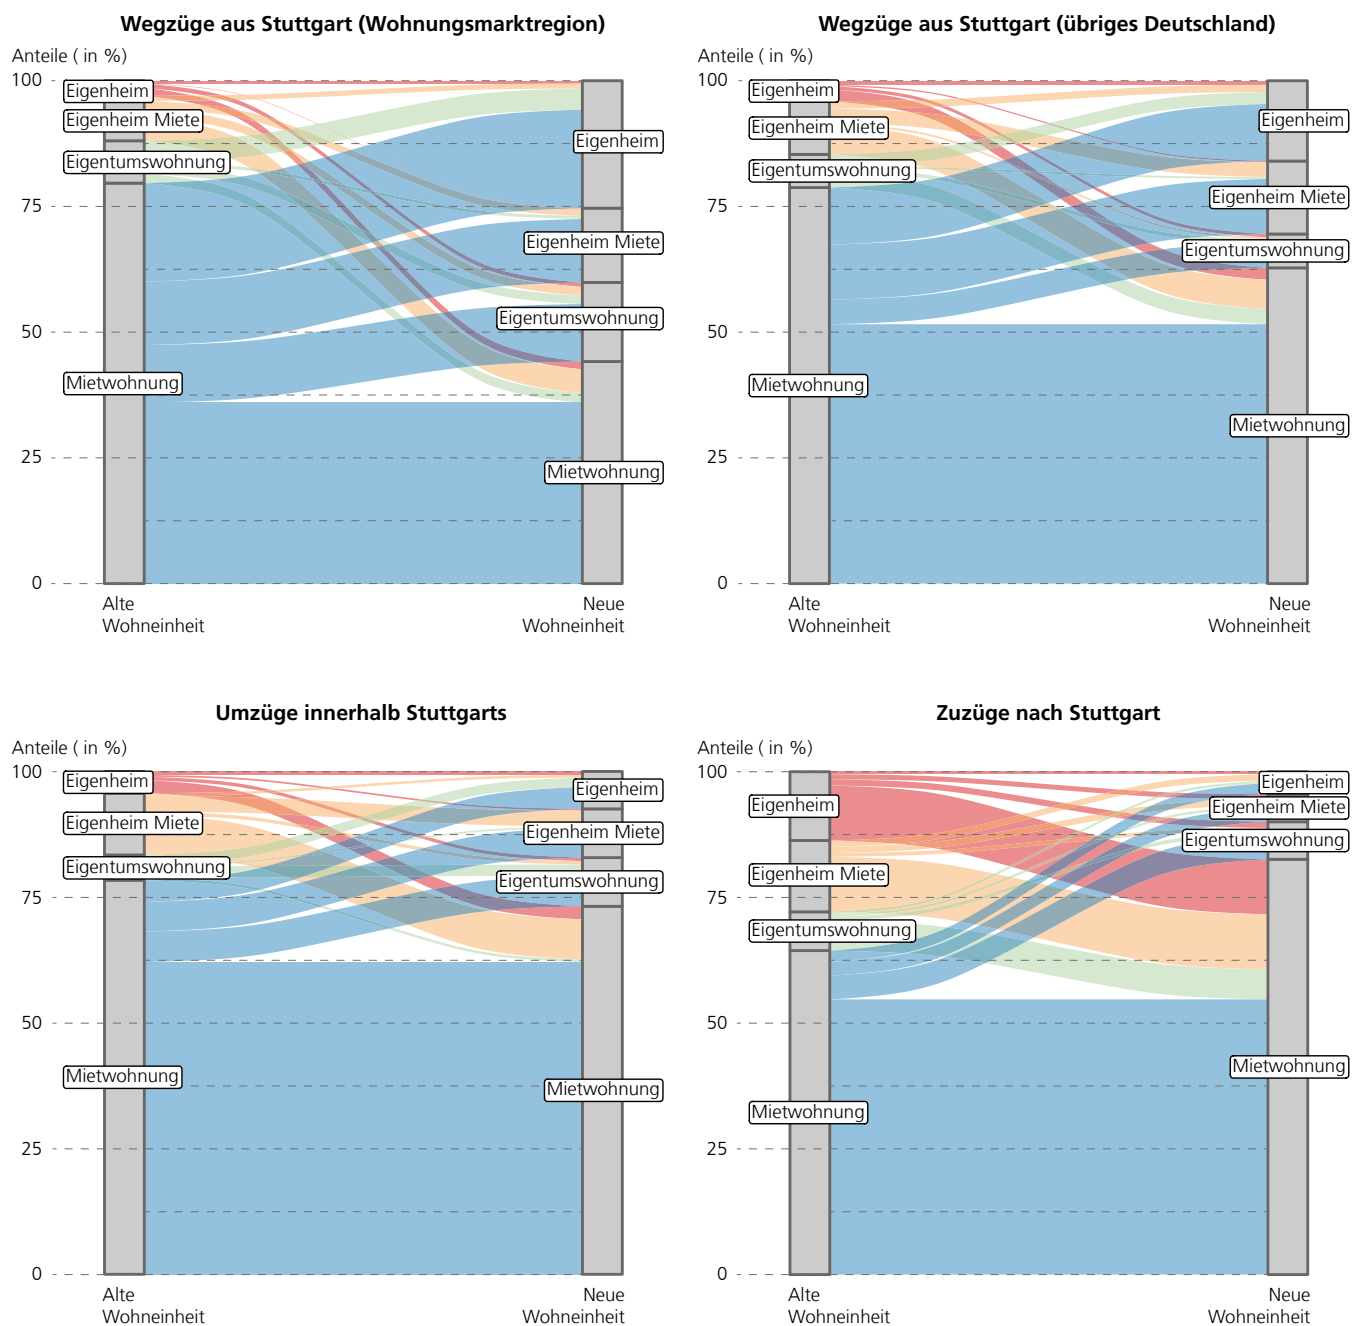 Wegzüge aus Stuttgart (Wohnungsmarktregion)
Anteile ( in %)
100
75
50
25
0
Eigenheim
Eigenheim Miete
Eigentumswohnung
Mietwohnung
Eigenheim
Eigenheim Miete
Eigentumswohnung
Mietwohnung
Alte
Wohneinheit
Neue
Wohneinheit
Wegzüge aus Stuttgart (übriges Deutschland)
Anteile ( in %)
100
75
50
25
0
Eigenheim
Eigenheim Miete
Eigentumswohnung
Mietwohnung
Eigenheim
Eigenheim Miete
Eigentumswohnung
Mietwohnung
Alte
Wohneinheit
Neue
Wohneinheit
Umzüge innerhalb Stuttgarts
Anteile ( in %)
100
75
50
25
0
Eigenheim
Eigenheim Miete
Eigentumswohnung
Mietwohnung
Eigenheim
Eigenheim Miete
Eigentumswohnung
Mietwohnung
Alte
Wohneinheit
Neue
Wohneinheit
Zuzüge nach Stuttgart
Anteile ( in %)
100
75
50
25
0
Eigenheim
Eigenheim Miete
Eigentumswohnung
Mietwohnung
Eigenheim
Eigenheim Miete
Eigentumswohnung
Mietwohnung
Alte
Wohneinheit
Neue
Wohneinheit